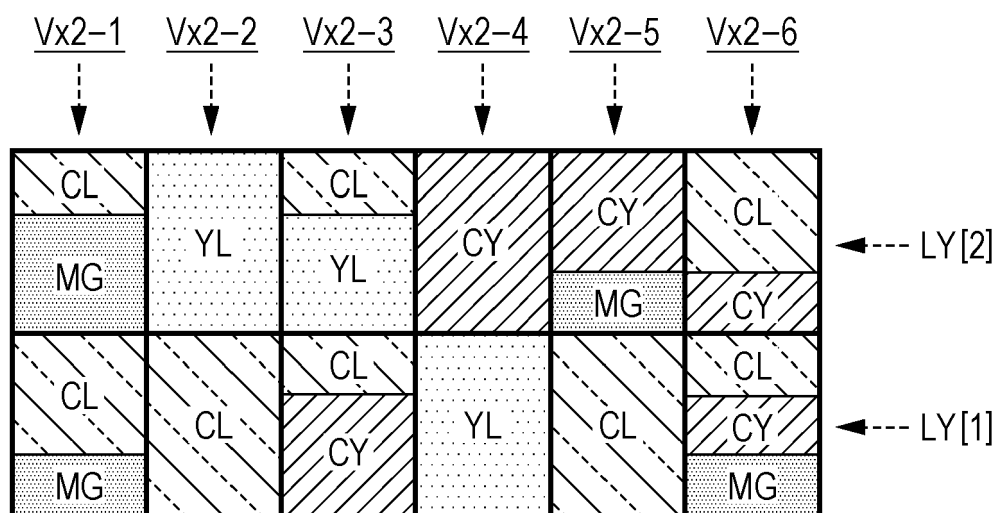 Vx2-1 Vx2-2 Vx2-3 Vx2-4 Vx2-5 Vx2-6
CL CL
CY CL
YL CY LY[2]
MG YL
MG CY
CL CL
CL CL YL CL CY LY[1]
CY
MG MG